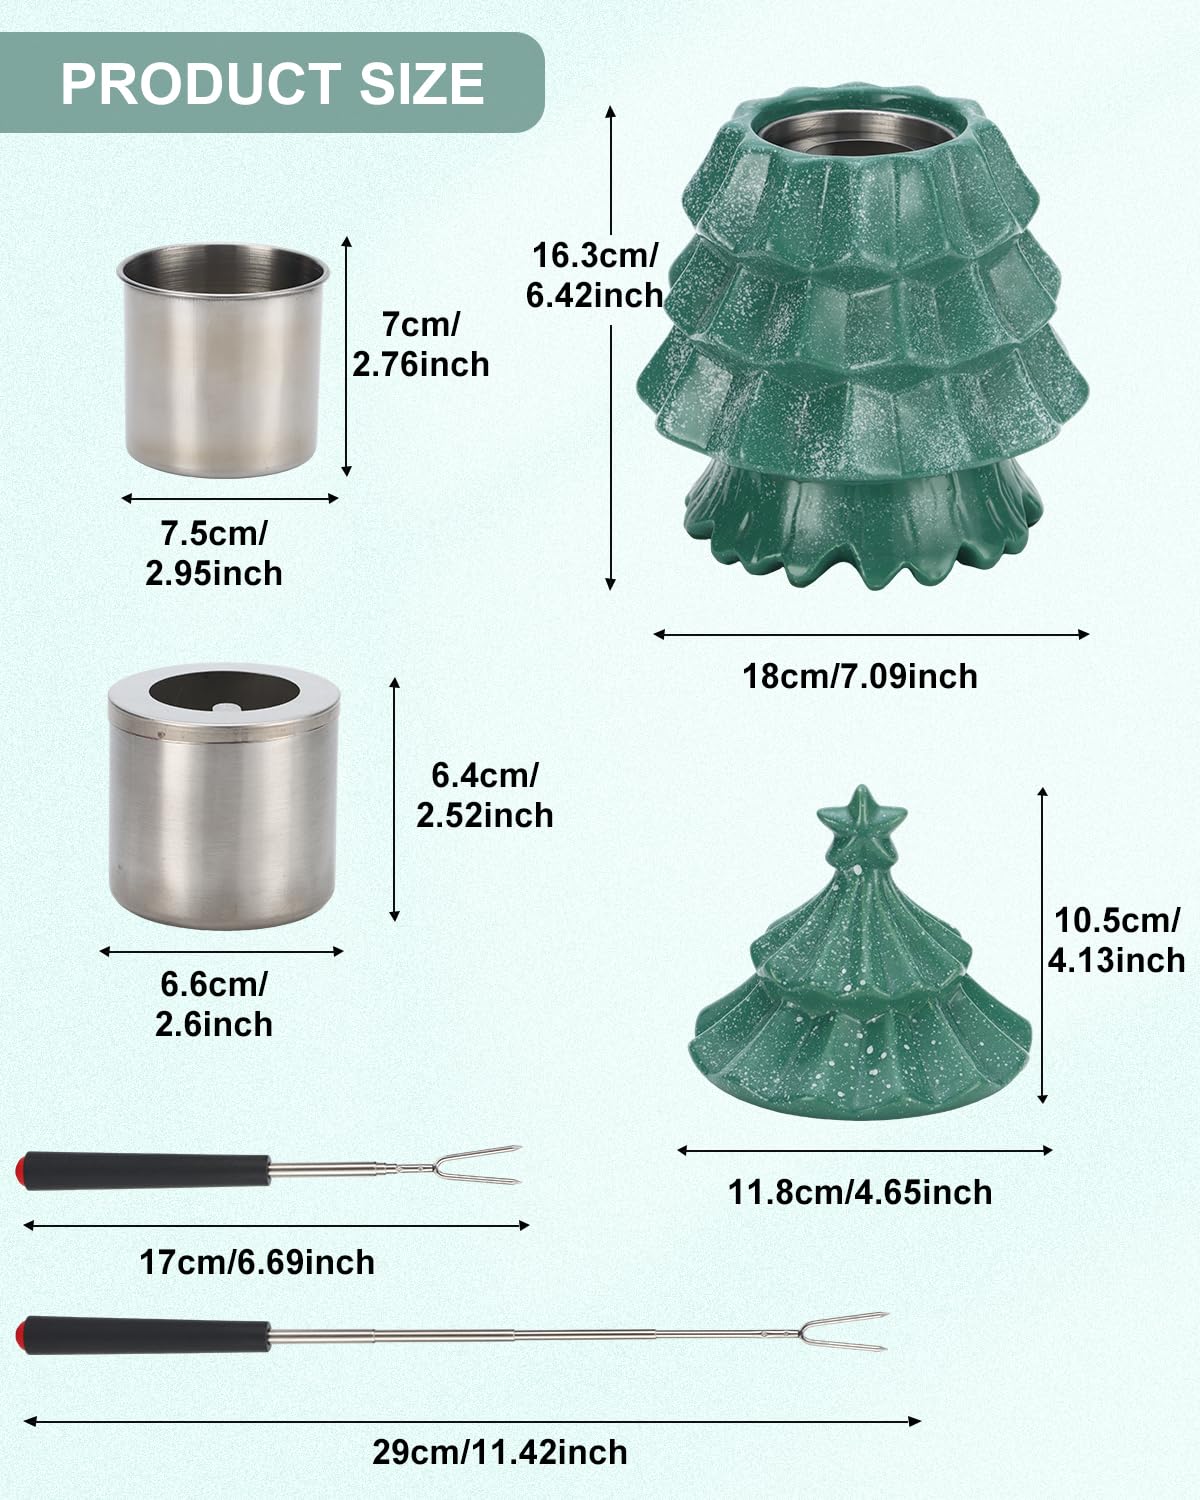 PRODUCT SIZE
16.3cm/
6.42inch
7cm/
2.76inch
7.5cm/
2.95inch
18cm/7.09inch
6.4cm/
2.52inch
6.6cm/
2.6inch
10.5cm/
4.13inch
11.8cm/4.65inch
17cm/6.69inch
29cm/11.42inch